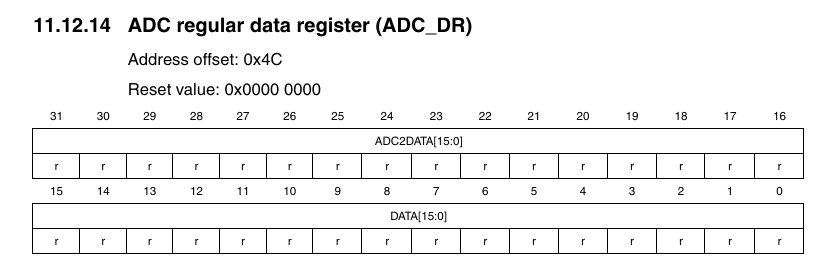 11.12.14 ADC regular data register (ADC_DR)
Address offset: 0x4C
Reset value: 0x0000 0000
31 30 29 28 27 26 25 24 23 22 21 20 19 18 17 16
ADC2DATA[15:0]
r r r r r r r r r r r r r r r r
15 14 13 12 11 10 9 8 7 6 5 4 3 2 1 0
DATA[15:0]
r r r r r r r r r r r r r r r r